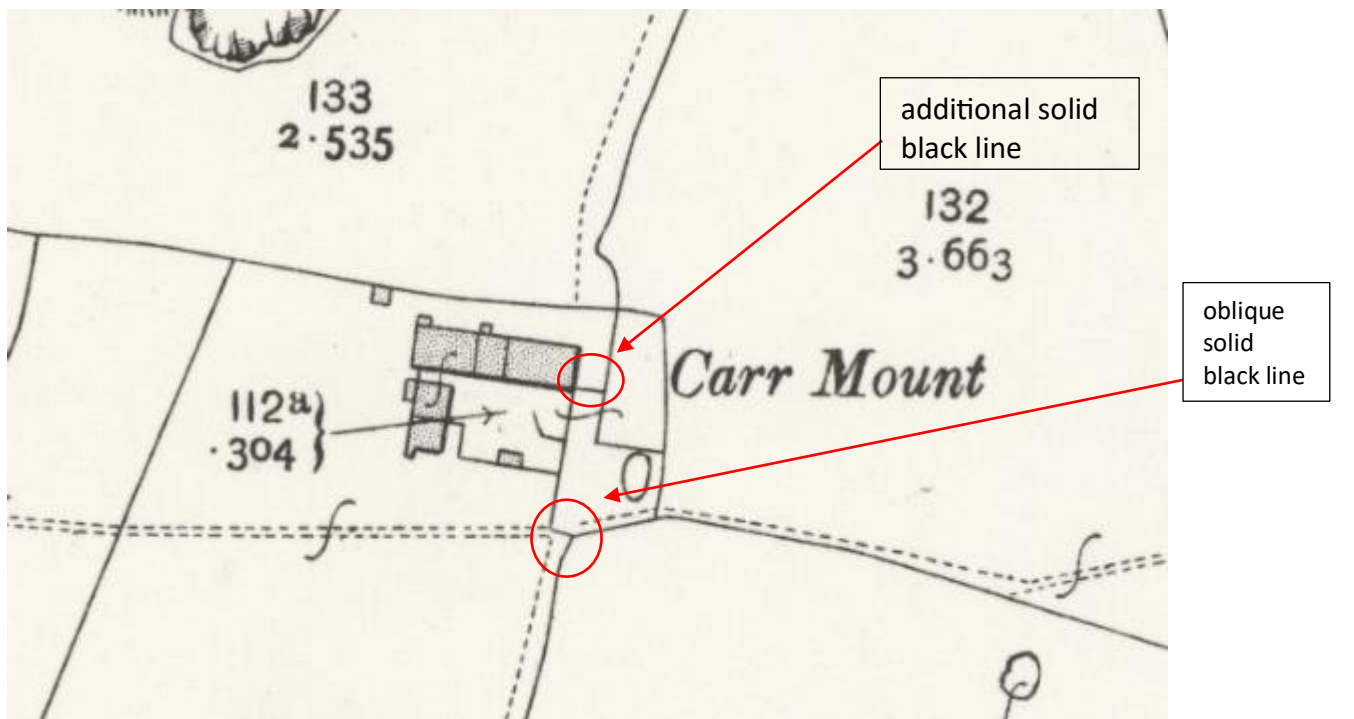 133
2·535
additional solid
black line
132
3·663
oblique
solid
black line
Carr Mount
112a
·304